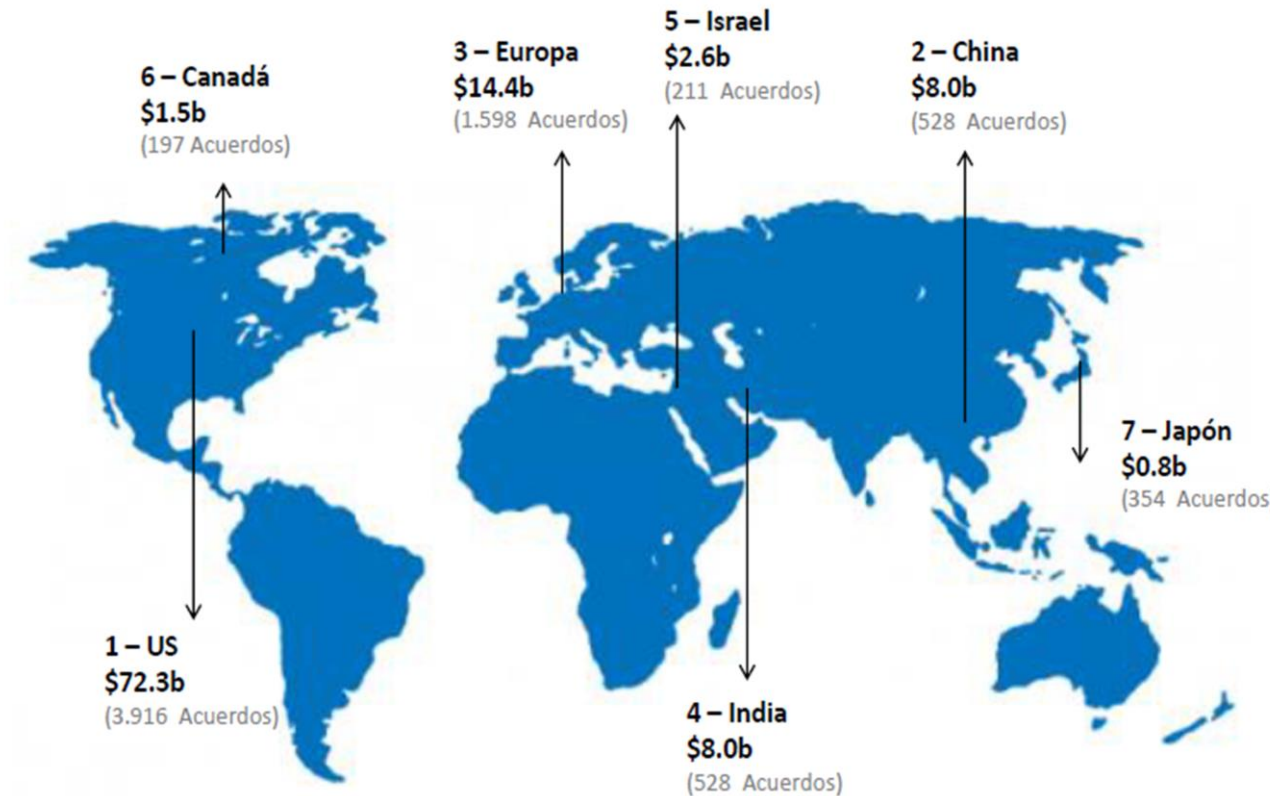 6 – Canadá
$1.5b
(197 Acuerdos)
3 – Europa
$14.4b
(1.598 Acuerdos)
5 – Israel
$2.6b
(211 Acuerdos)
2 – China
$8.0b
(528 Acuerdos)
7 – Japón
$0.8b
(354 Acuerdos
1 – US
$72.3b
(3.916 Acuerdos)
4 – India
$8.0b
(528 Acuerdos)